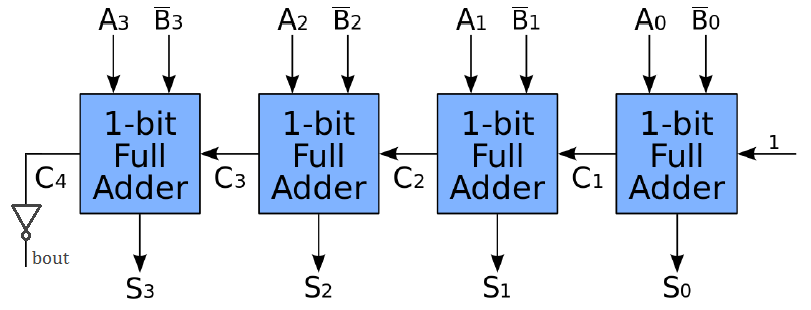 A3 B̅3 A2 B̅2 A1 B̅1 A0 B̅0
1-bit Full Adder
1-bit Full Adder
1-bit Full Adder
1-bit Full Adder
1
C4 C3 C2 C1
bout
S3 S2 S1 S0